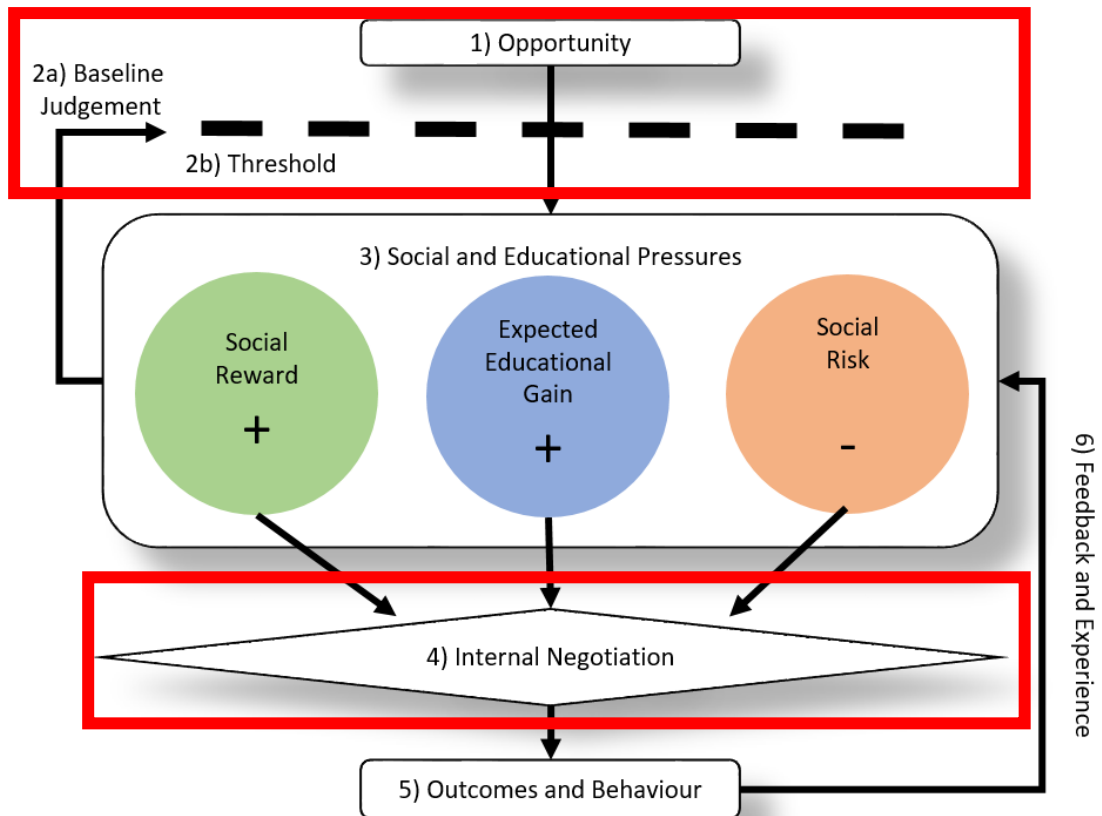 1) Opportunity
2a) Baseline
Judgement
2b) Threshold
3) Social and Educational Pressures
Social
Reward
+
Expected
Educational
Gain
+
Social
Risk
-
4) Internal Negotiation
5) Outcomes and Behaviour
6) Feedback and Experience